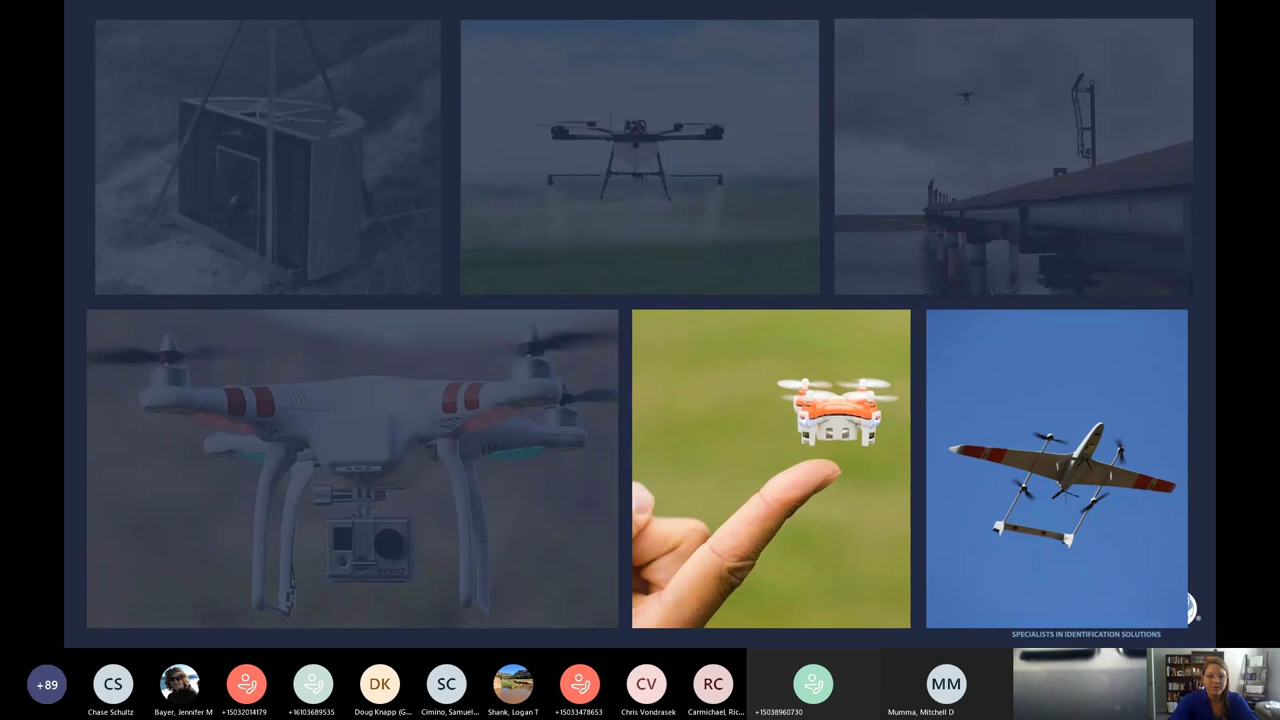 HERO2
SPECIALISTS IN IDENTIFICATION SOLUTIONS
®
+89
CS
DK
SC
CV
RC
MM
Chase Schultz
Bayer, Jennifer M
+15032014179
+16103689535
Doug Knapp (G...
Cimino, Samuel...
Shank, Logan T
+15033478653
Chris Vondrasek
Carmichael, Ric...
+15038960730
Mumma, Mitchell D